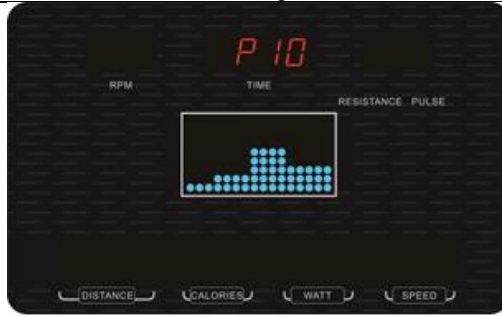 P 10
RPM TIME
RESISTANCE PULSE
DISTANCE CALORIES WATT SPEED